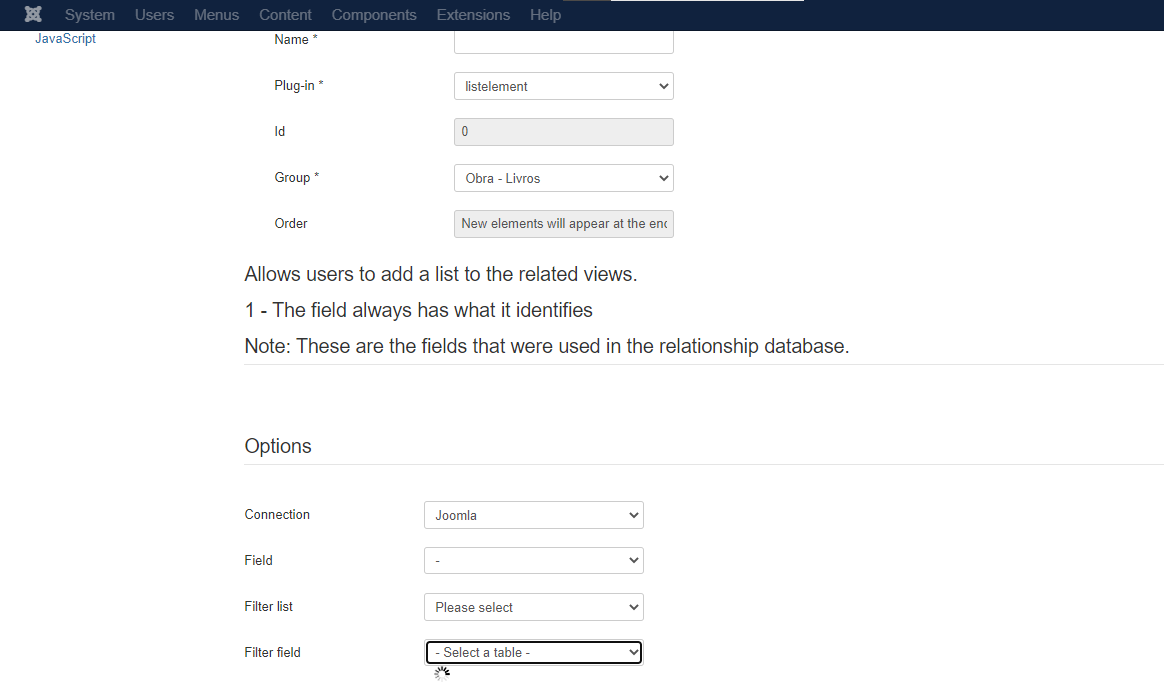 System Users Menus Content Components Extensions Help
JavaScript
Name *
Plug-in * listelement
Id 0
Group * Obra - Livros
Order New elements will appear at the end
Allows users to add a list to the related views.
1 - The field always has what it identifies
Note: These are the fields that were used in the relationship database.
Options
Connection Joomla
Field -
Filter list Please select
Filter field - Select a table -